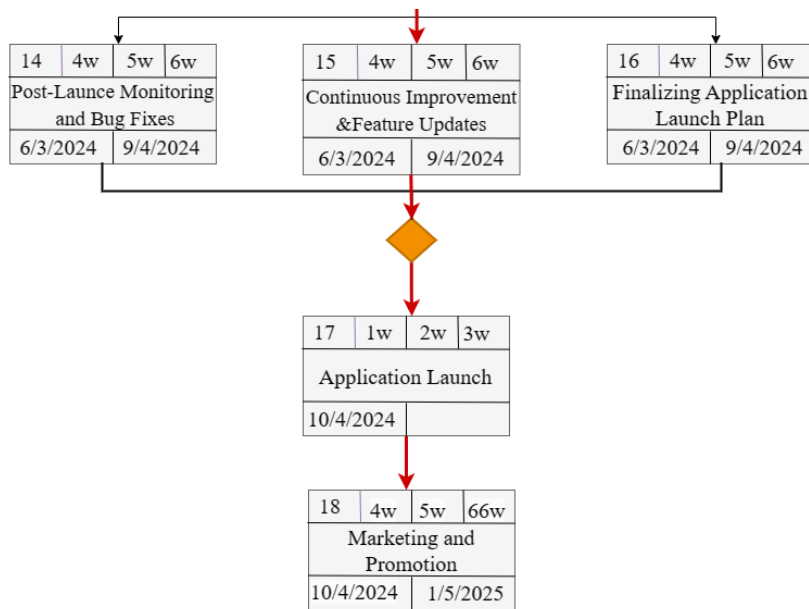 14 4w 5w 6w
Post-Launce Monitoring
and Bug Fixes
6/3/2024 9/4/2024
15 4w 5w 6w
Continuous Improvement
&Feature Updates
6/3/2024 9/4/2024
16 4w 5w 6w
Finalizing Application
Launch Plan
6/3/2024 9/4/2024
17 1w 2w 3w
Application Launch
10/4/2024
18 4w 5w 66w
Marketing and
Promotion
10/4/2024 1/5/2025